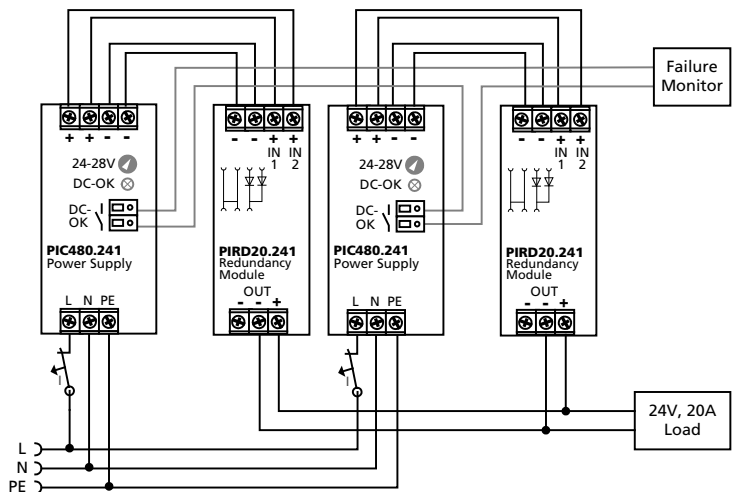 Failure
Monitor
+ + - -
- - + +
IN IN
1 2
24-28V
DC-OK
DC-
OK
PIC480.241
Power Supply
L N PE
PIRD20.241
Redundancy
Module
OUT
- - +
+ + - -
24-28V
DC-OK
DC-
OK
PIC480.241
Power Supply
L N PE
- - + +
IN IN
1 2
PIRD20.241
Redundancy
Module
OUT
- - +
24V, 20A
Load
L
N
PE
I
I